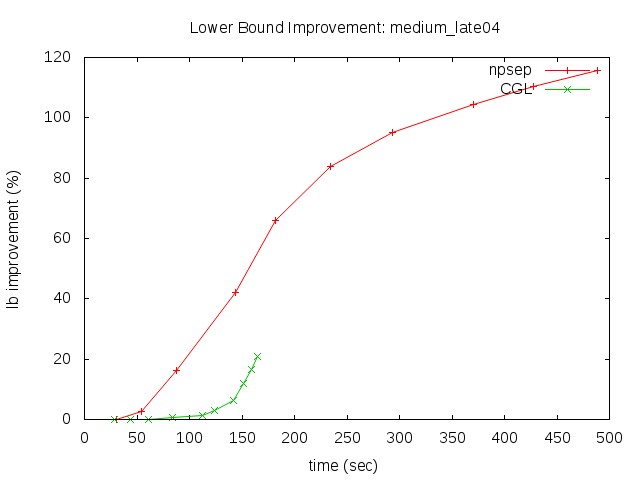 Lower Bound Improvement: medium_late04
npsep
CGL
lb improvement (%)
120
100
80
60
40
20
0
0 50 100 150 200 250 300 350 400 450 500
time (sec)